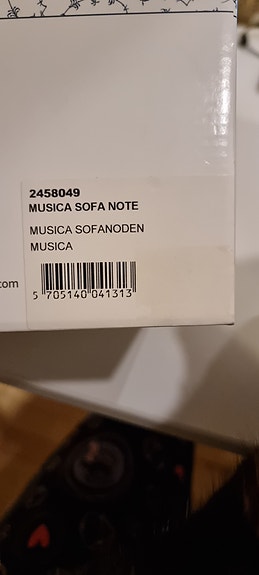 2458049
MUSICA SOFA NOTE
MUSICA SOFANODEN
MUSICA
com
5 705140 041313